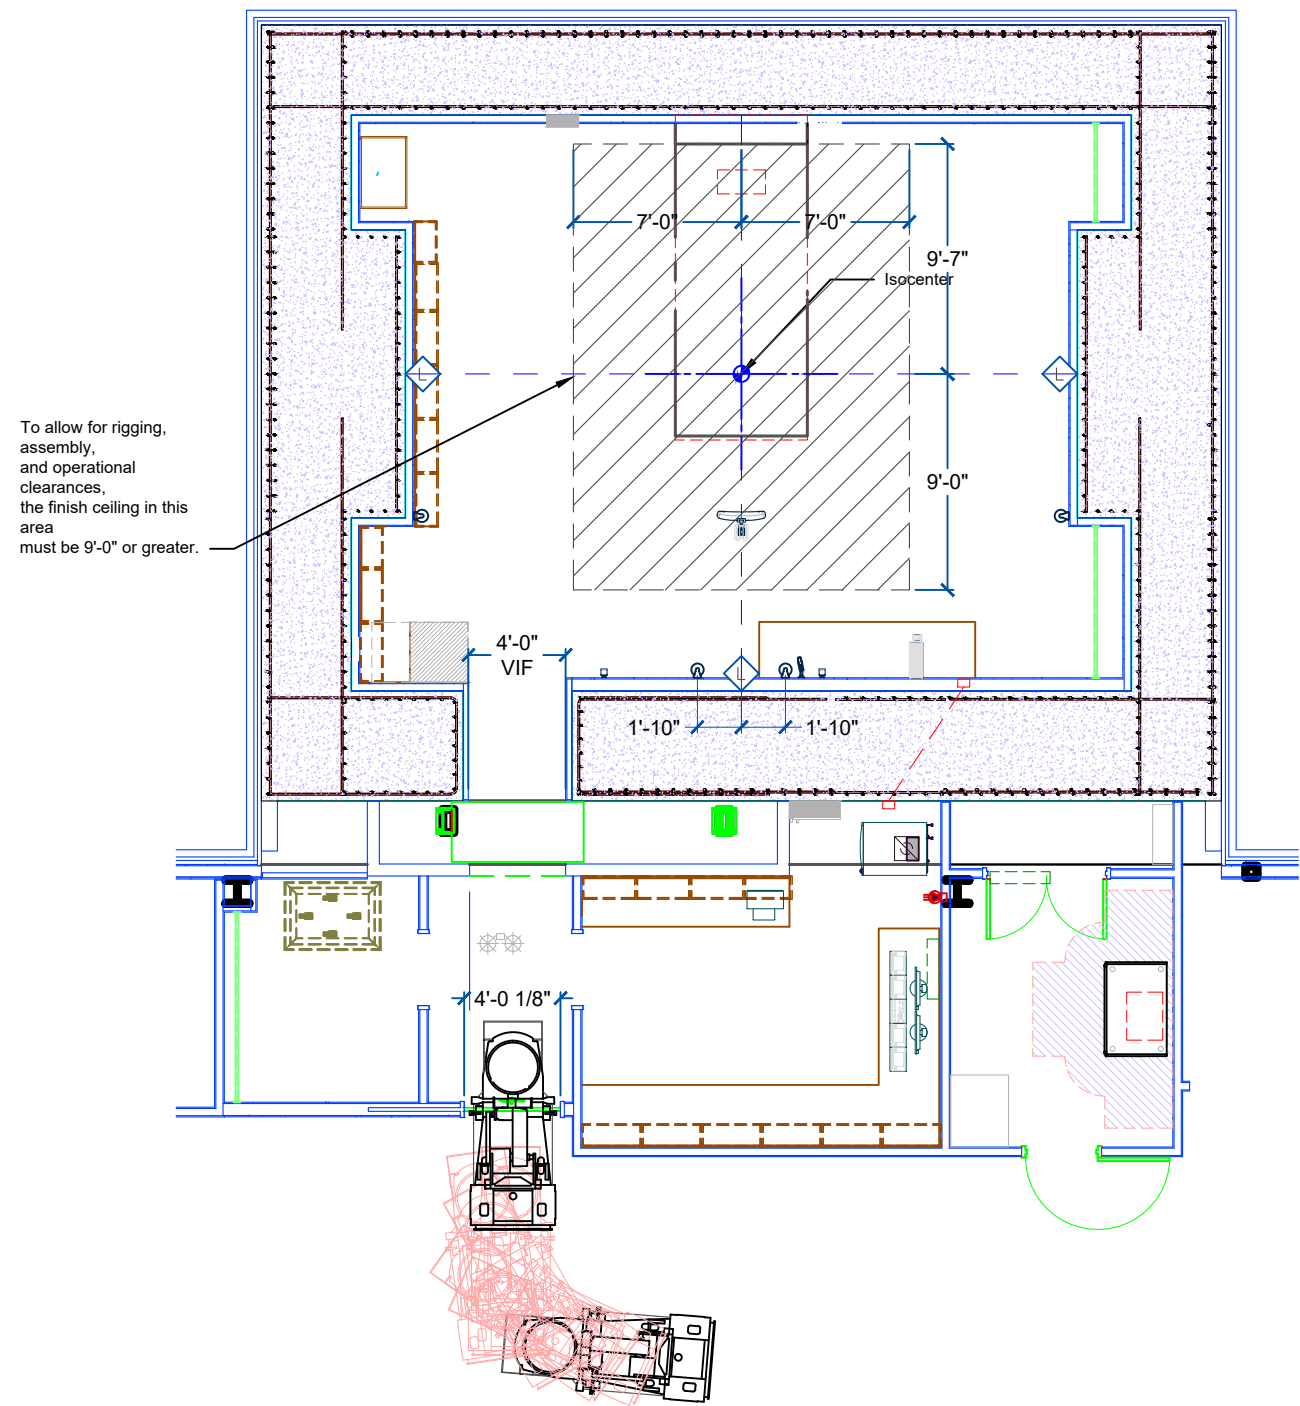 7'-0"
7'-0"
9'-7"
Isocenter
L
L
To allow for rigging,
assembly,
and operational
clearances,
the finish ceiling in this
area
must be 9'-0" or greater.
9'-0"
4'-0"
VIF
L
1'-10"
1'-10"
4'-0 1/8"